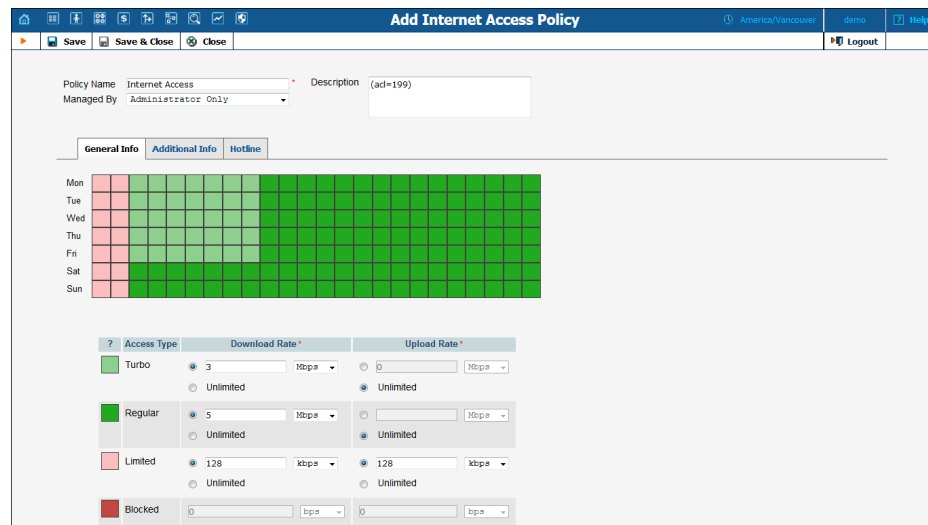 Add Internet Access Policy
America/Vancouver
demo
? Help
Save
Save & Close
Close
Logout
Policy Name Internet Access *
Description (acl=199)
Managed By Administrator Only
General Info
Additional Info
Hotline
Mon
Tue
Wed
Thu
Fri
Sat
Sun
? Access Type Download Rate * Upload Rate *
Turbo 3 Mbps 0 Mbps
Unlimited Unlimited
Regular 5 Mbps Mbps
Unlimited Unlimited
Limited 128 kbps 128 kbps
Unlimited Unlimited
Blocked 0 bps 0 bps